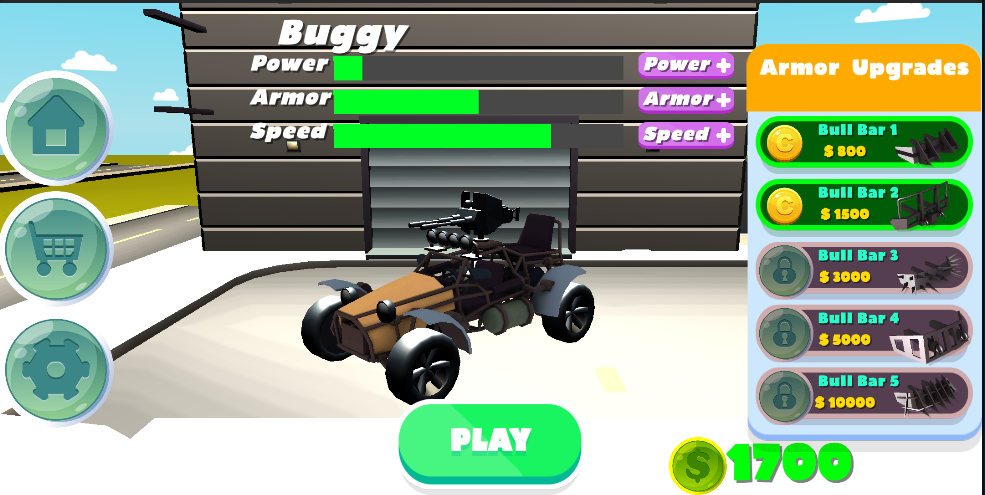 Buggy
Power
Power +
Armor
Armor +
Speed
Speed +
Armor Upgrades
Bull Bar 1
$ 800
Bull Bar 2
$ 1500
Bull Bar 3
$ 3000
Bull Bar 4
$ 5000
Bull Bar 5
$ 10000
PLAY
$ 1700